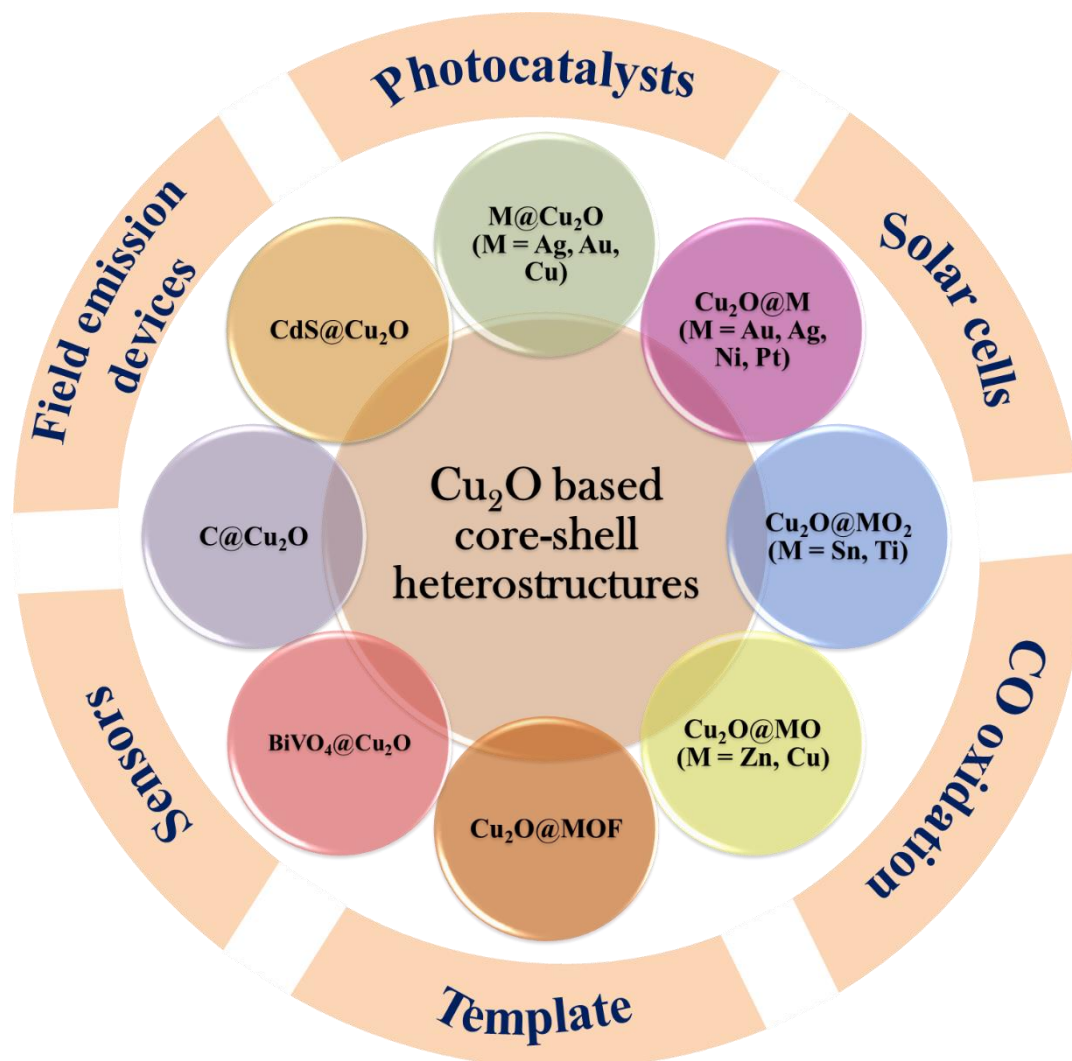 Photocatalysts
Solar cells
CO oxidation
Template
Sensors
Field emission
devices
M@Cu₂O
(M = Ag, Au,
Cu)
Cu₂O@M
(M = Au, Ag,
Ni, Pt)
Cu₂O@MO₂
(M = Sn, Ti)
Cu₂O@MO
(M = Zn, Cu)
Cu₂O@MOF
BiVO₄@Cu₂O
C@Cu₂O
CdS@Cu₂O
Cu₂O based
core-shell
heterostructures